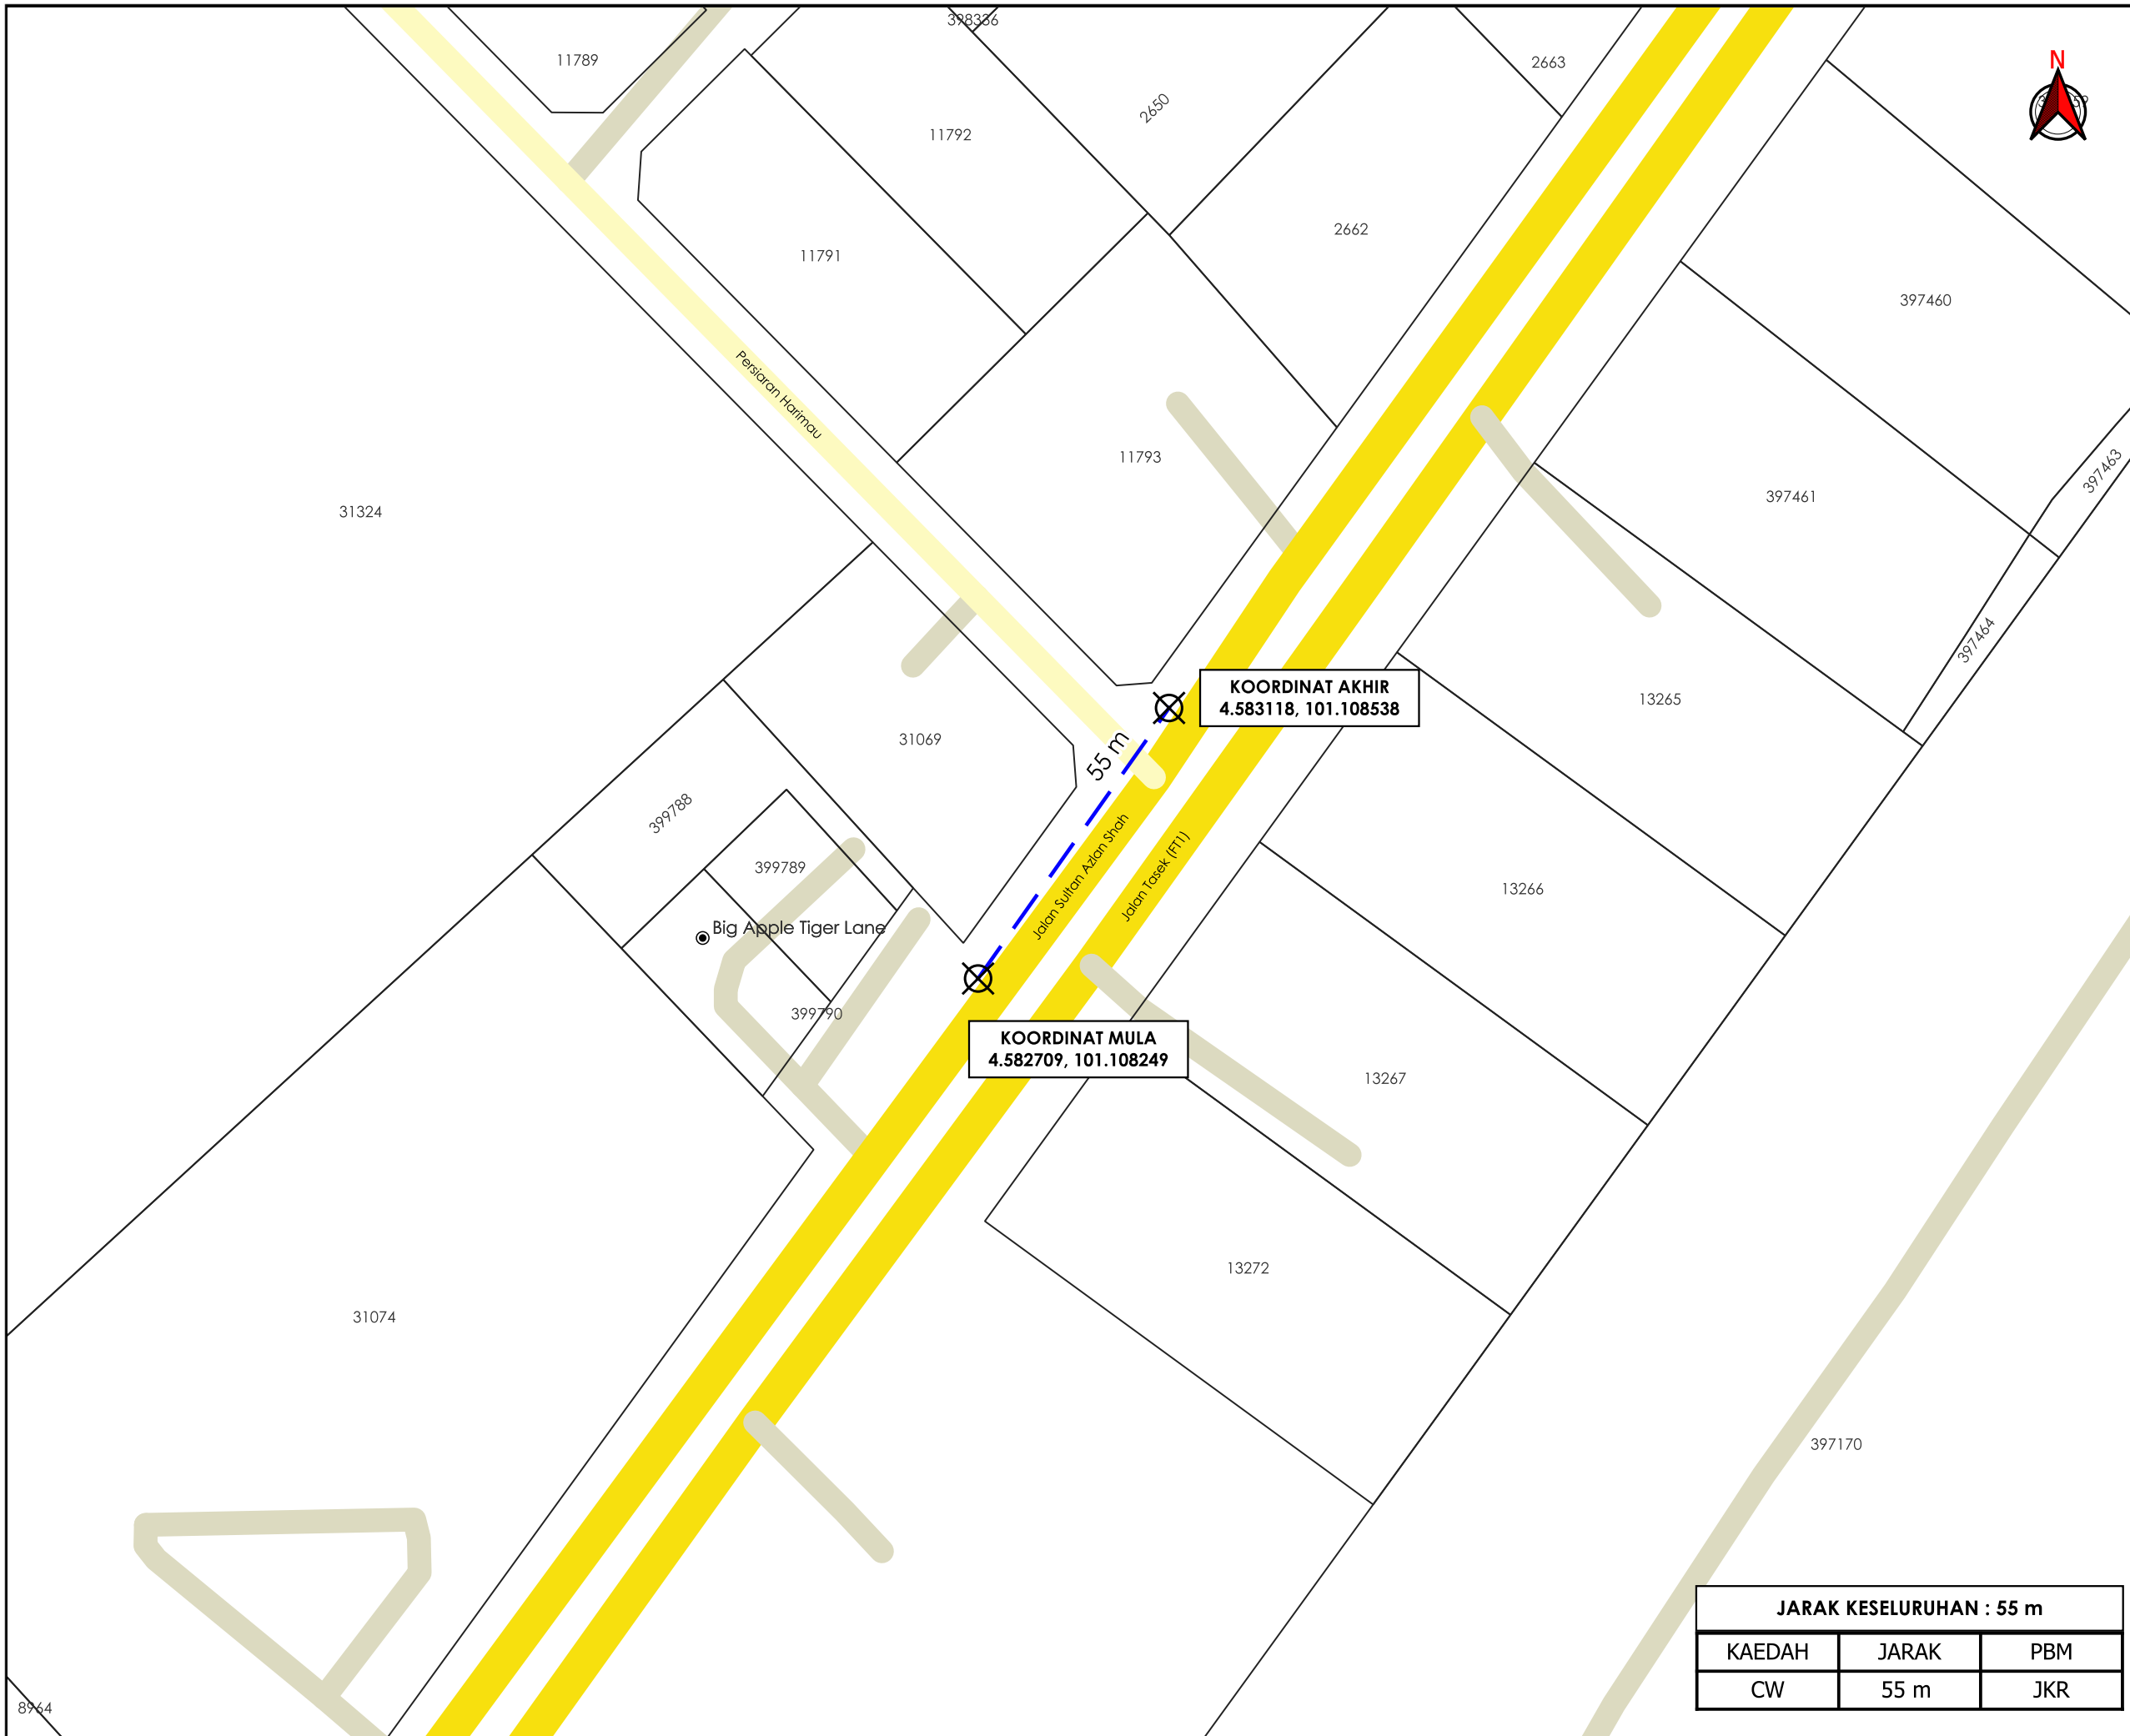 398336
11789
2663
N
2650
11792
2662
11791
397460
Persiaran Harimau
11793
397463
397461
31324
397464
KOORDINAT AKHIR
4.583118, 101.108538
13265
31069
55 m
399788
Jalan Sultan Azlan Shah
Jalan Tasek (FT1)
399789
13266
Big Apple Tiger Lane
399790
KOORDINAT MULA
4.582709, 101.108249
13267
13272
31074
397170
JARAK KESELURUHAN : 55 m
KAEDAH JARAK PBM
CW 55 m JKR
8964